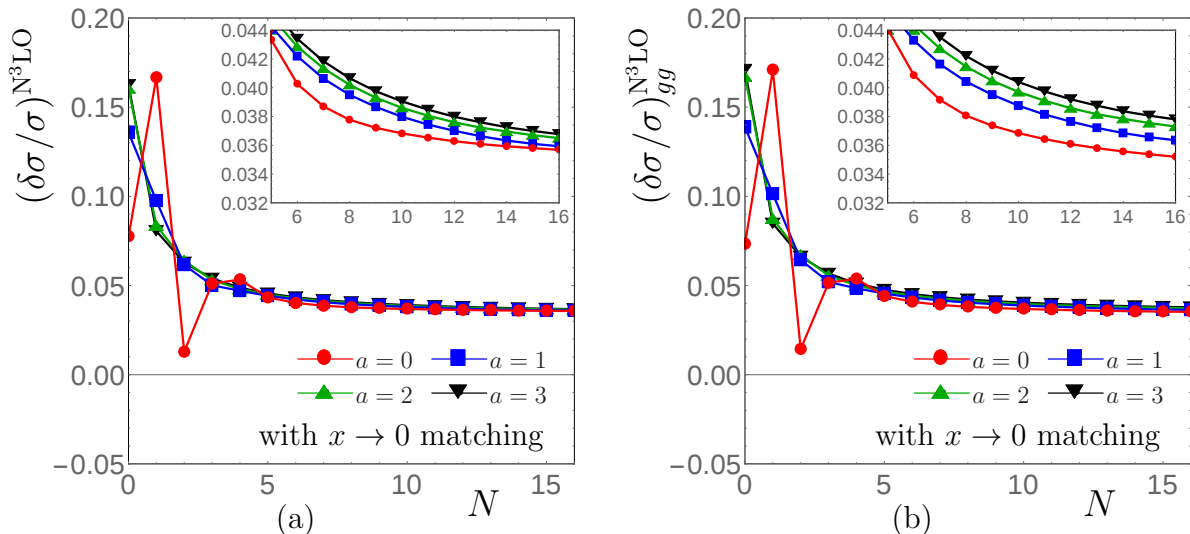 (δσ/σ)^{N³LO}
0.20
0.15
0.10
0.05
0.00
−0.05
0.044
0.042
0.040
0.038
0.036
0.034
0.032
6 8 10 12 14 16
a = 0 a = 1
a = 2 a = 3
with x → 0 matching
0 5 10 15
N
(a)
(δσ/σ)_{gg}^{N³LO}
0.20
0.15
0.10
0.05
0.00
−0.05
0.044
0.042
0.040
0.038
0.036
0.034
0.032
6 8 10 12 14 16
a = 0 a = 1
a = 2 a = 3
with x → 0 matching
0 5 10 15
N
(b)